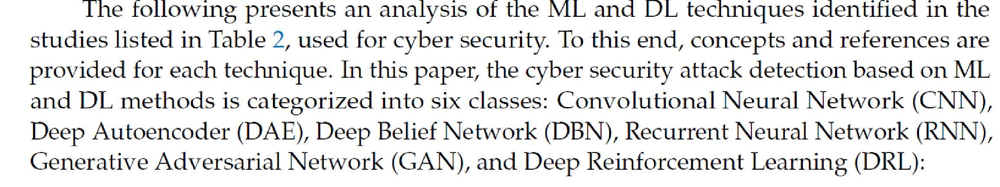 The following presents an analysis of the ML and DL techniques identified in the
studies listed in Table 2, used for cyber security. To this end, concepts and references are
provided for each technique. In this paper, the cyber security attack detection based on ML
and DL methods is categorized into six classes: Convolutional Neural Network (CNN),
Deep Autoencoder (DAE), Deep Belief Network (DBN), Recurrent Neural Network (RNN),
Generative Adversarial Network (GAN), and Deep Reinforcement Learning (DRL):